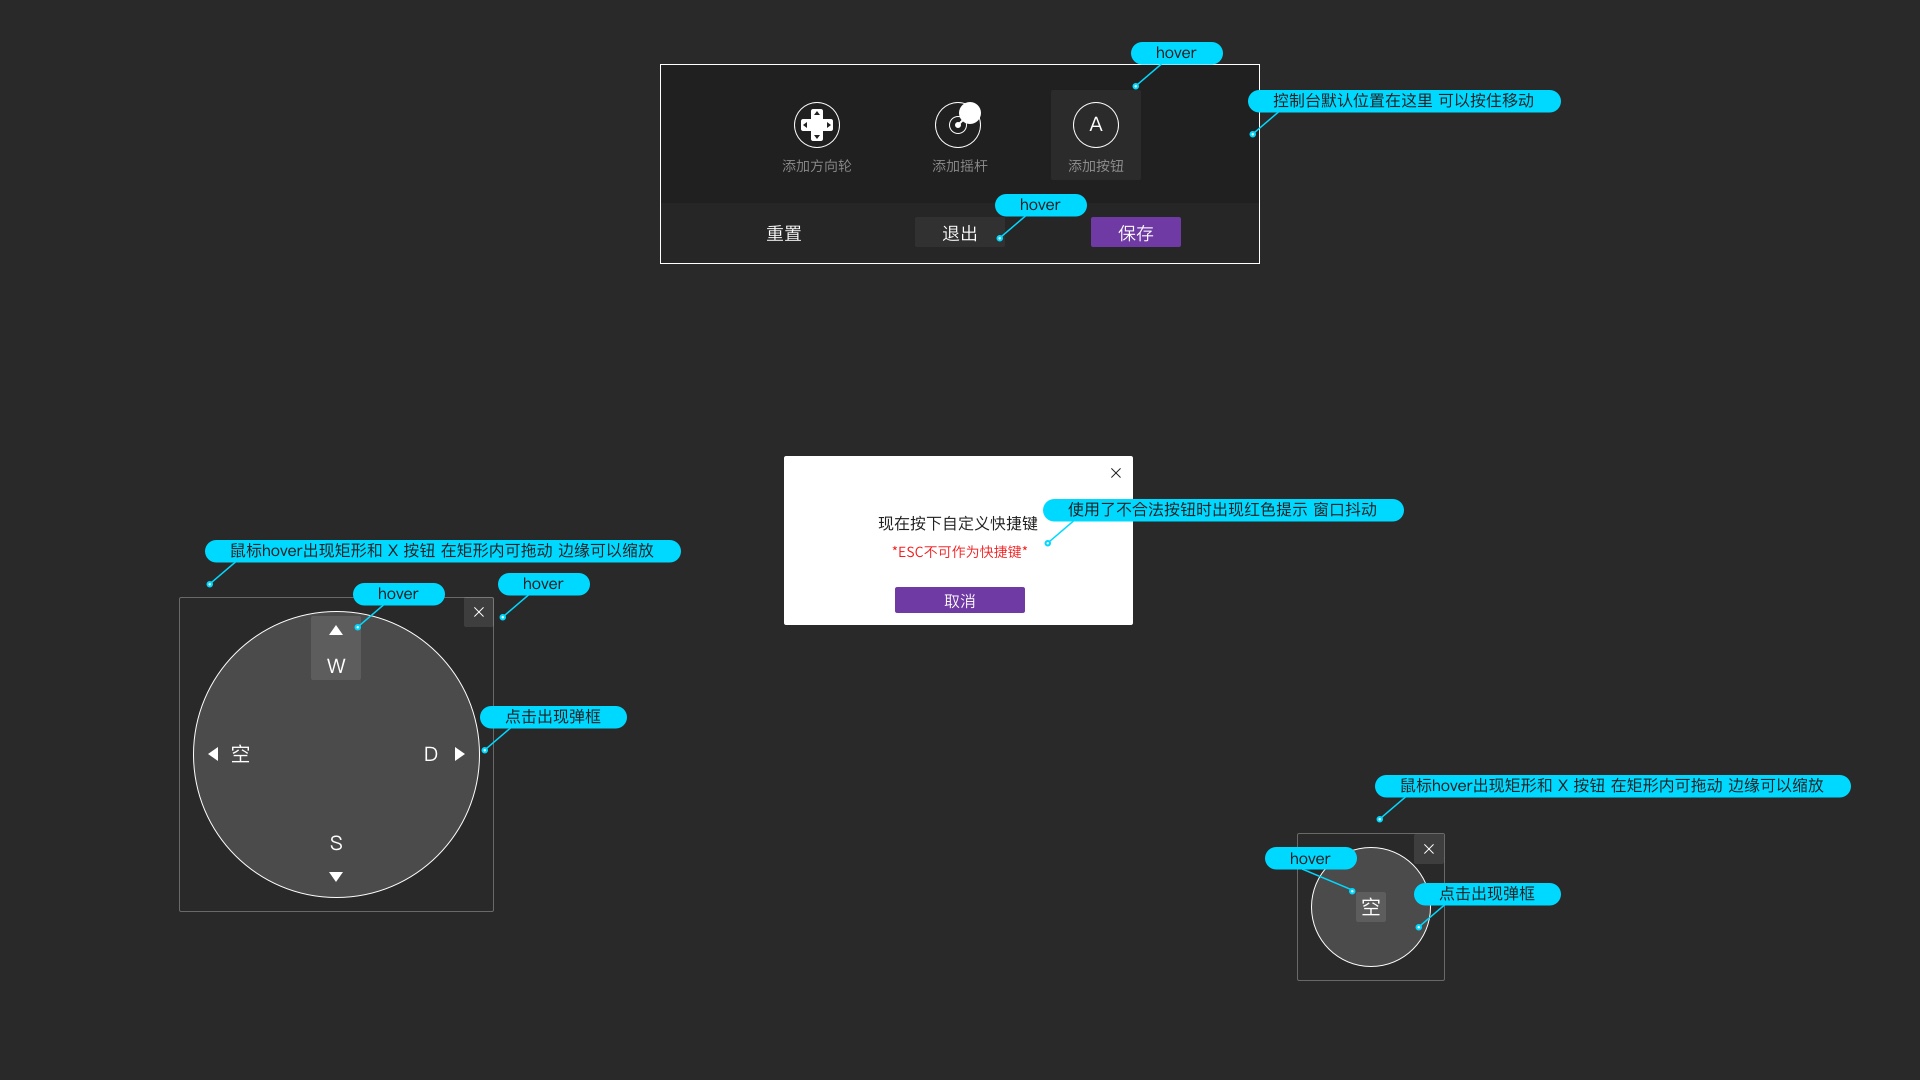 hover
控制台默认位置在这里 可以按住移动
A
添加方向轮
添加摇杆
添加按钮
hover
重置
退出
保存
现在按下自定义快捷键
使用了不合法按钮时出现红色提示 窗口抖动
*ESC不可作为快捷键*
取消
鼠标hover出现矩形和 X 按钮 在矩形内可拖动 边缘可以缩放
hover
hover
W
点击出现弹框
空
D
S
鼠标hover出现矩形和 X 按钮 在矩形内可拖动 边缘可以缩放
hover
点击出现弹框
空